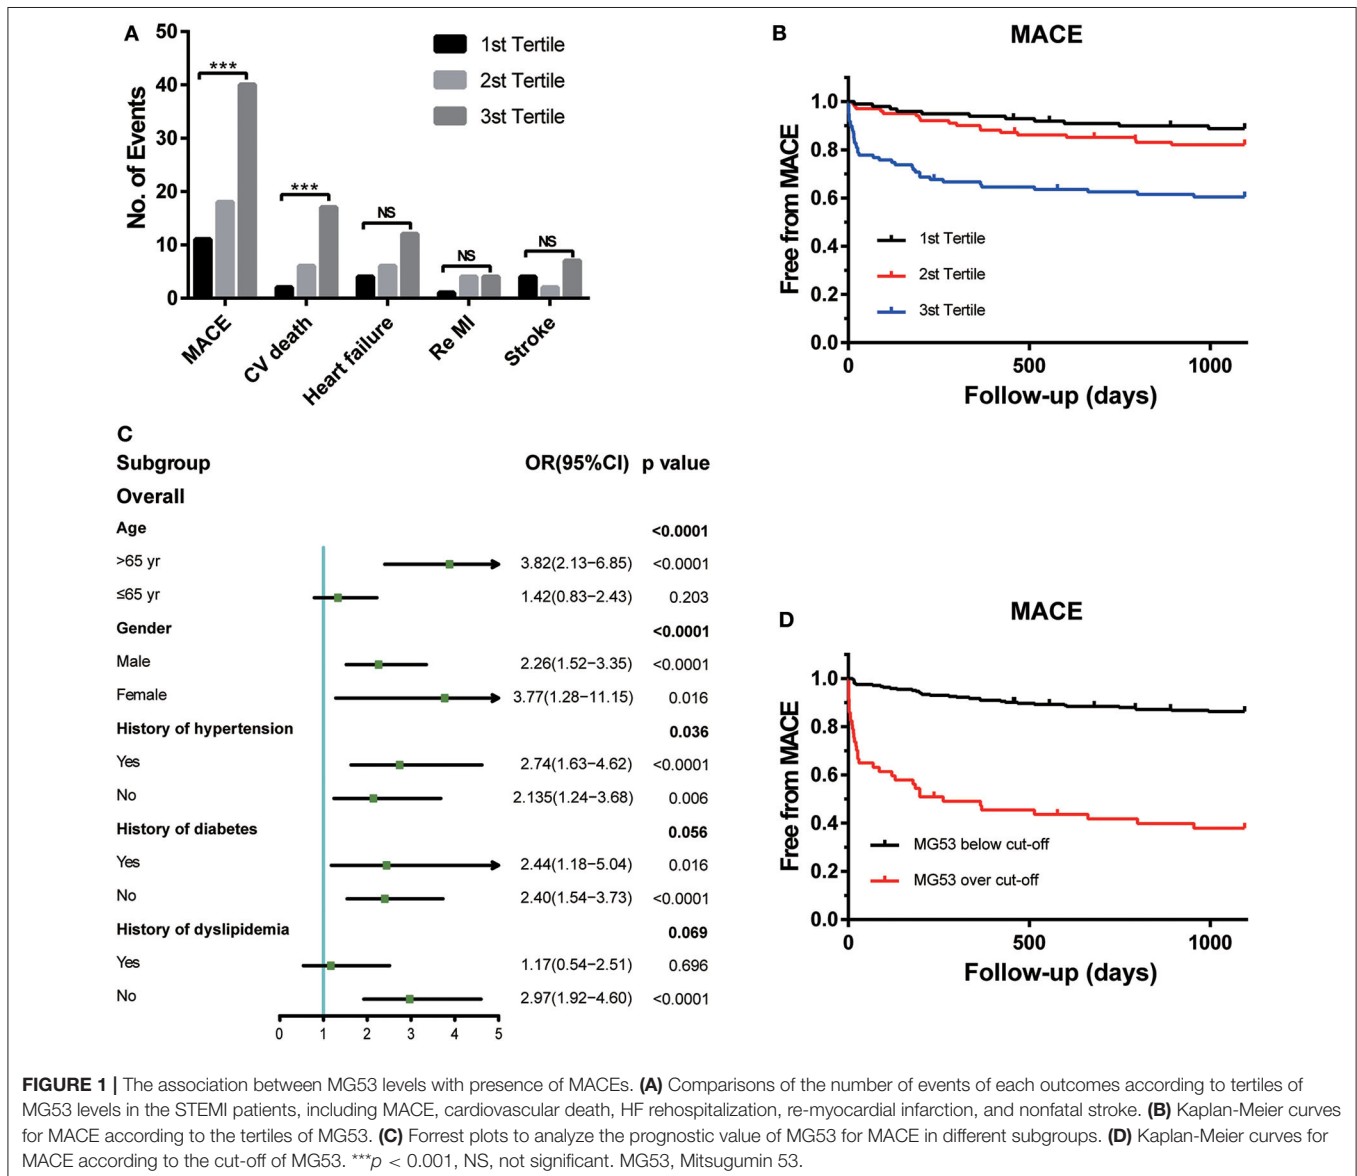 A
50
40
30
20
10
0
No. of Events
***
***
NS
NS
NS
1st Tertile
2st Tertile
3st Tertile
MACE
CV death
Heart failure
Re MI
Stroke
B
MACE
1.0
0.8
0.6
0.4
0.2
0.0
Free from MACE
1st Tertile
2st Tertile
3st Tertile
0 500 1000
Follow-up (days)
C
Subgroup OR(95%CI) p value
Overall
Age <0.0001
>65 yr 3.82(2.13−6.85) <0.0001
≤65 yr 1.42(0.83−2.43) 0.203
Gender <0.0001
Male 2.26(1.52−3.35) <0.0001
Female 3.77(1.28−11.15) 0.016
History of hypertension 0.036
Yes 2.74(1.63−4.62) <0.0001
No 2.135(1.24−3.68) 0.006
History of diabetes 0.056
Yes 2.44(1.18−5.04) 0.016
No 2.40(1.54−3.73) <0.0001
History of dyslipidemia 0.069
Yes 1.17(0.54−2.51) 0.696
No 2.97(1.92−4.60) <0.0001
0 1 2 3 4 5
D
MACE
1.0
0.8
0.6
0.4
0.2
0.0
Free from MACE
MG53 below cut-off
MG53 over cut-off
0 500 1000
Follow-up (days)
FIGURE 1 | The association between MG53 levels with presence of MACEs. (A) Comparisons of the number of events of each outcomes according to tertiles of
MG53 levels in the STEMI patients, including MACE, cardiovascular death, HF rehospitalization, re-myocardial infarction, and nonfatal stroke. (B) Kaplan-Meier curves
for MACE according to the tertiles of MG53. (C) Forrest plots to analyze the prognostic value of MG53 for MACE in different subgroups. (D) Kaplan-Meier curves for
MACE according to the cut-off of MG53. ***p < 0.001, NS, not significant. MG53, Mitsugumin 53.